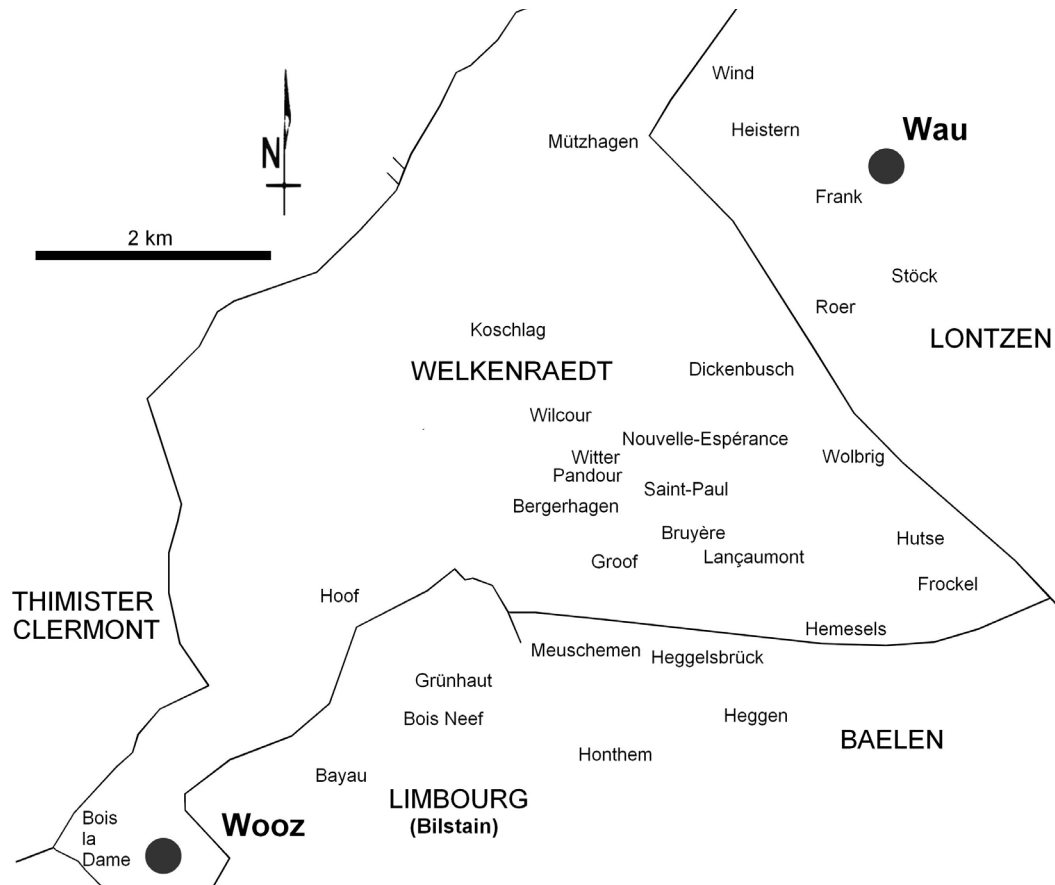 Wind
Heistern
Wau
Mützhagen
N
Frank
2 km
Stöck
Roer
Koschlag
LONTZEN
WELKENRAEDT
Dickenbusch
Wilcour
Nouvelle-Espérance
Witter
Wolbrig
Pandour
Saint-Paul
Bergerhagen
Bruyère
Hutse
Groof
Lançaumont
Frockel
Hoof
THIMISTER
CLERMONT
Hemesels
Meuschemen
Heggelsbrück
Grünhaut
Bois Neef
Heggen
BAELEN
Honthem
Bayau
LIMBOURG
(Bilstain)
Wooz
Bois
la
Dame